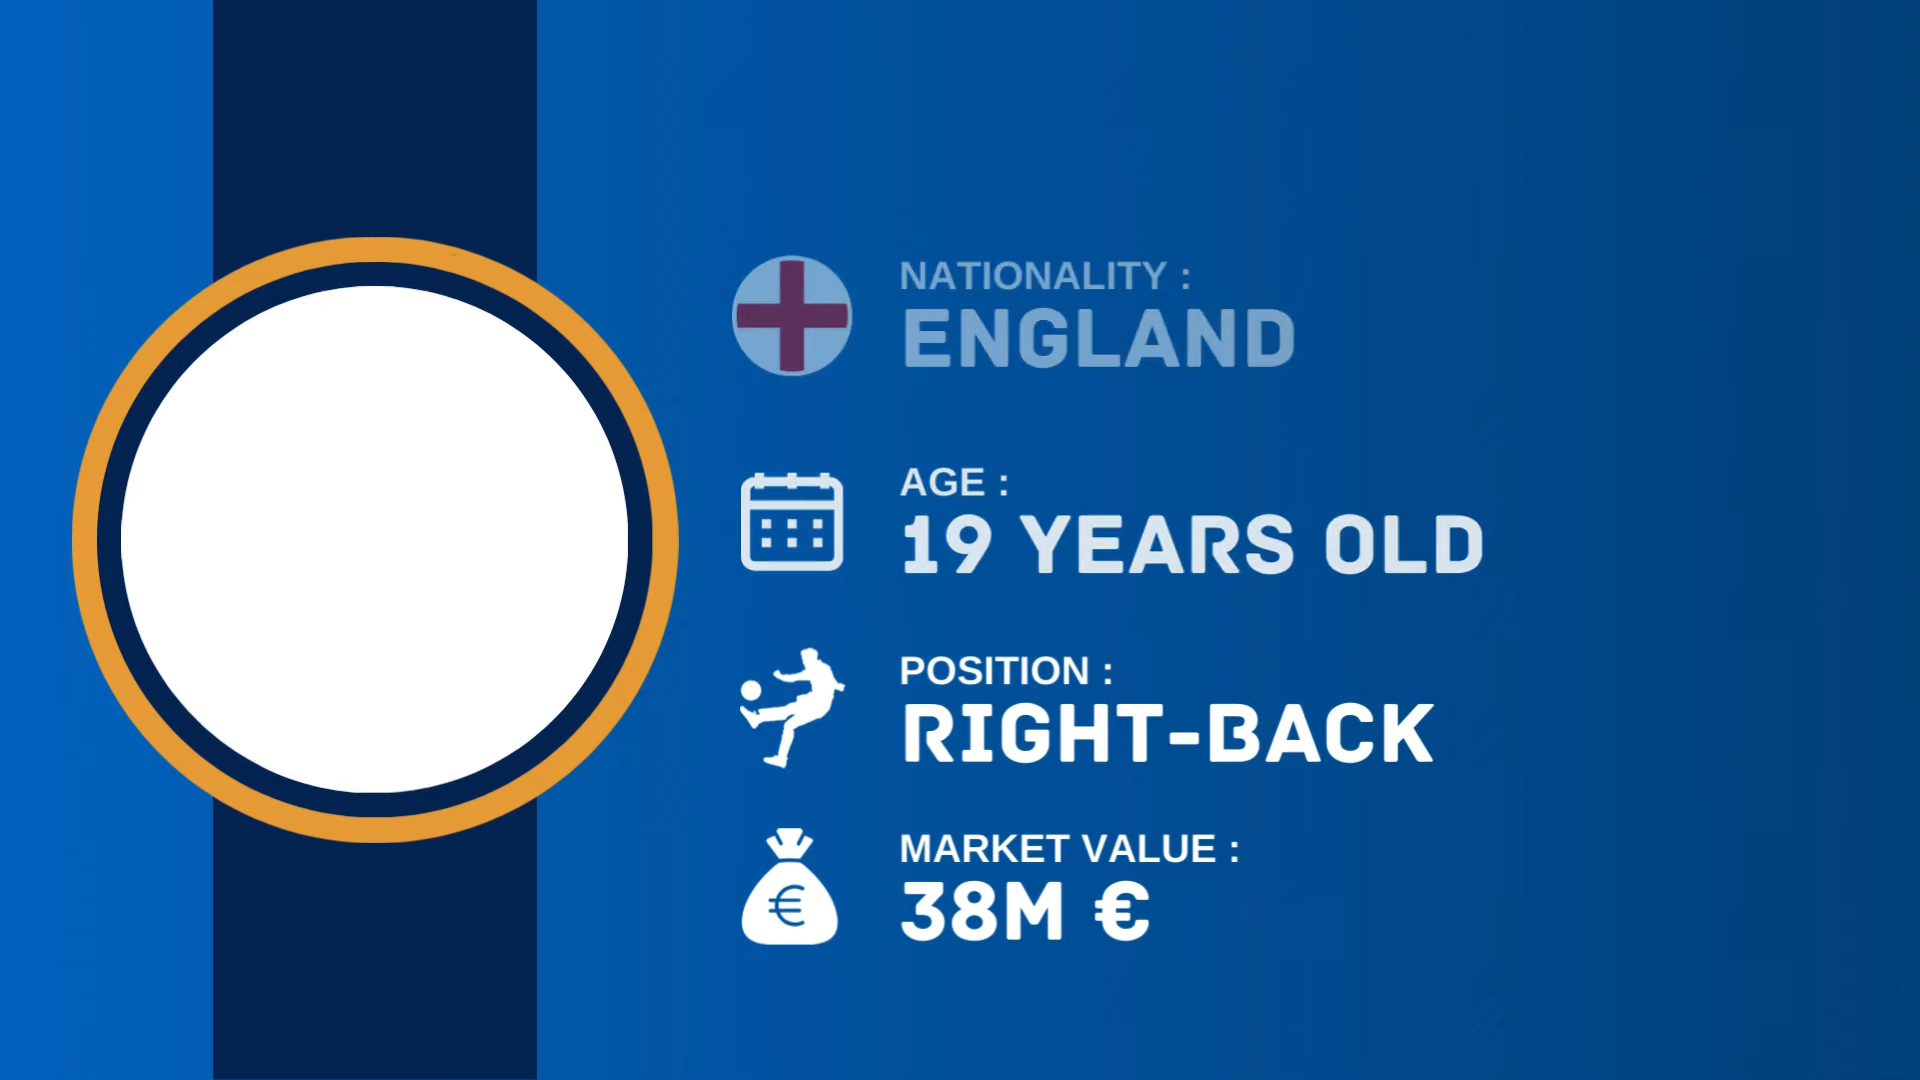 NATIONALITY :
ENGLAND
AGE :
19 YEARS OLD
POSITION :
RIGHT-BACK
MARKET VALUE :
€
38M €